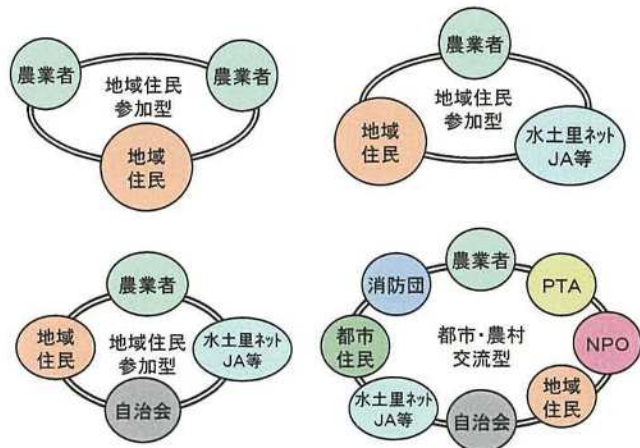 農業者
農業者
地域住民
参加型
地域
住民
農業者
地域住民
参加型
地域
住民
水土里ネット
JA等
農業者
地域
住民
地域住民
参加型
水土里ネット
JA等
自治会
農業者
消防団
PTA
都市
住民
都市・農村
交流型
NPO
水土里ネット
JA等
自治会
地域
住民